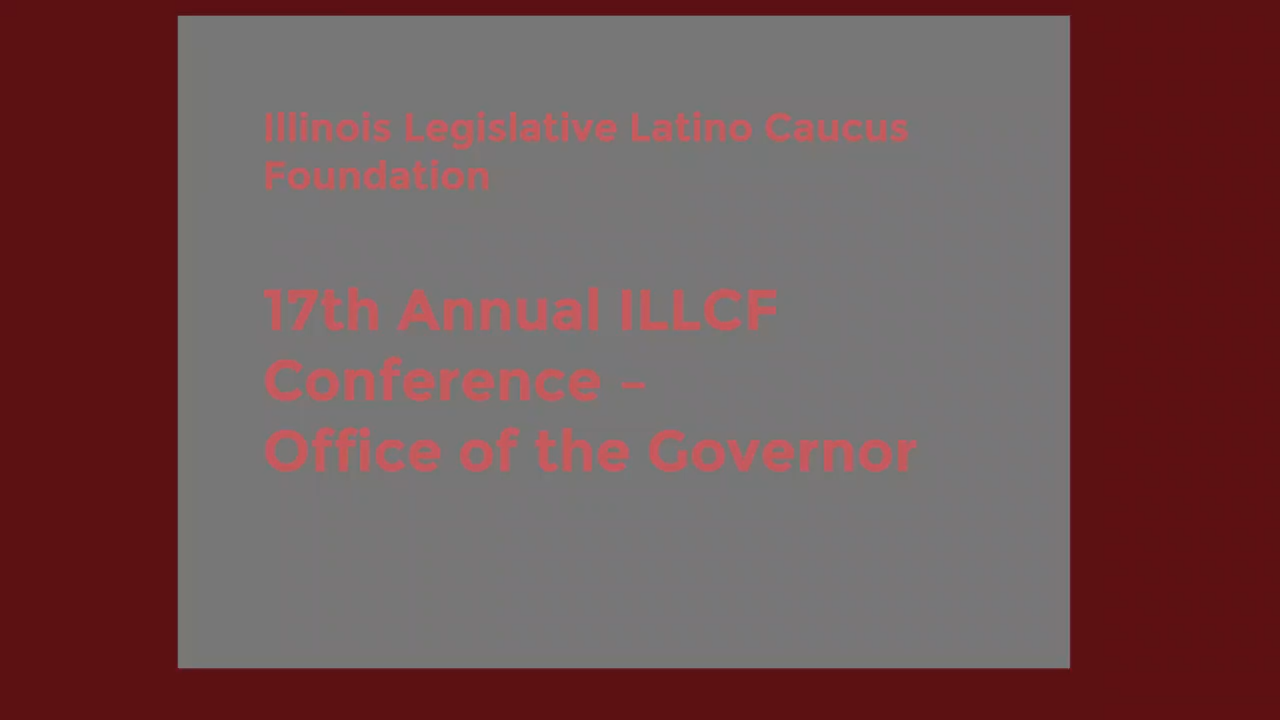 Illinois Legislative Latino Caucus
Foundation
17th Annual ILLCF
Conference –
Office of the Governor